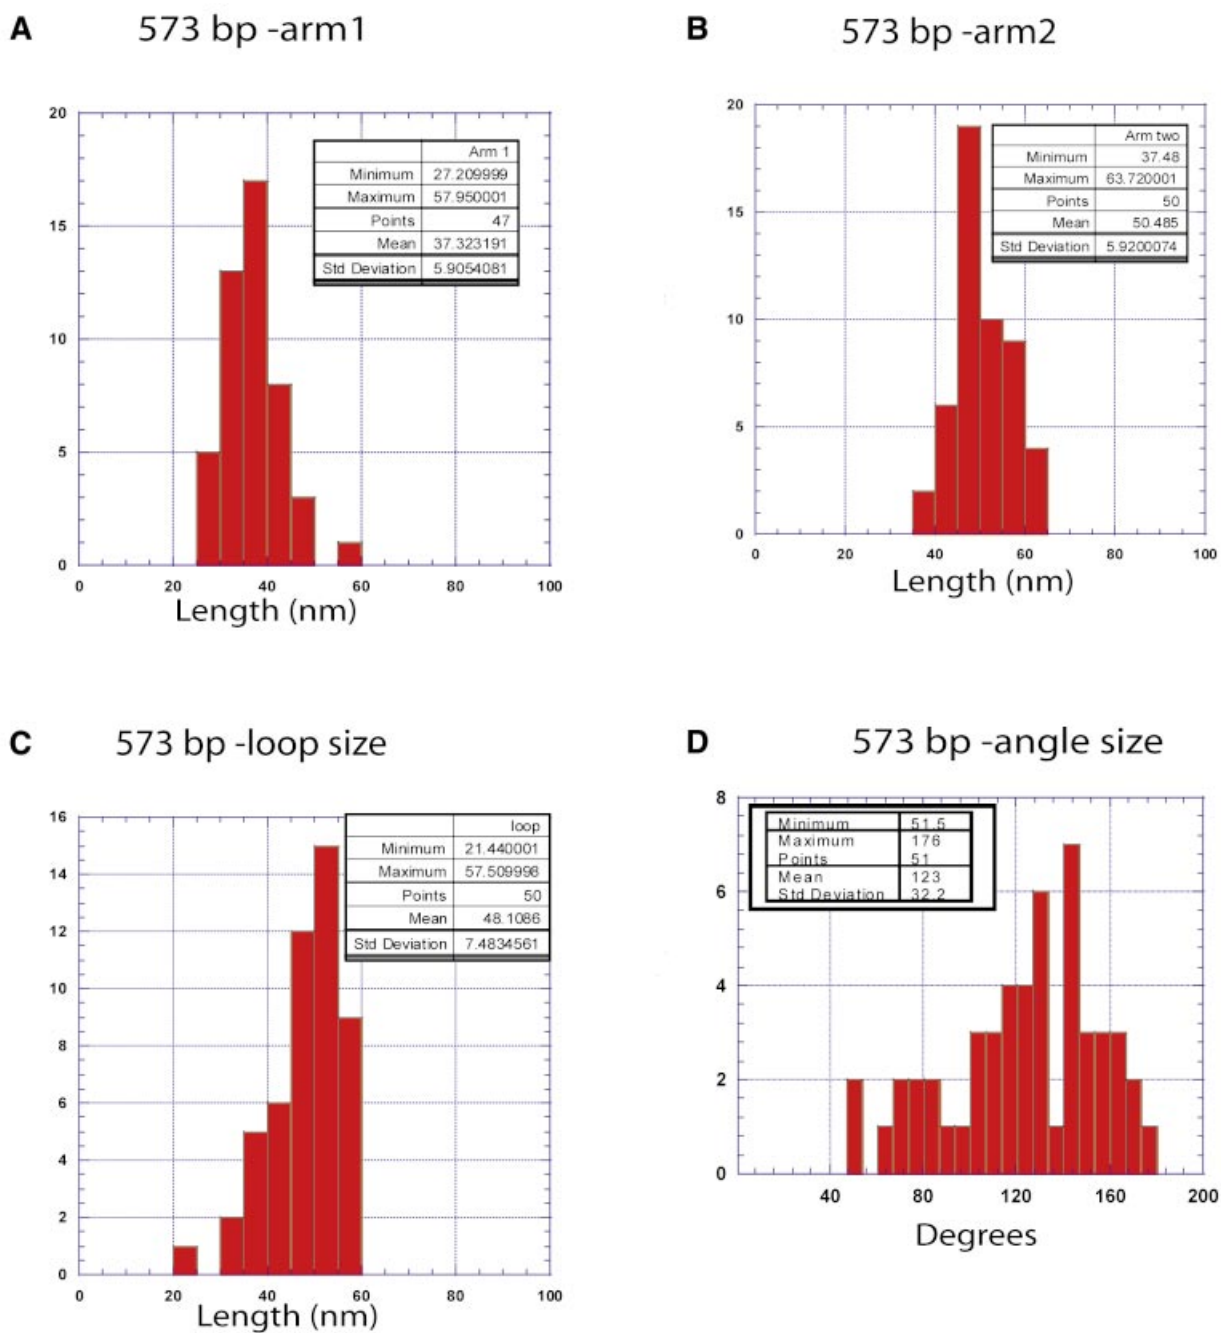 A 573 bp -arm1
20
15
10
5
0
0 20 40 60 80 100
Length (nm)
Arm 1
Minimum 27.209999
Maximum 57.950001
Points 47
Mean 37.323191
Std Deviation 5.9054081
B 573 bp -arm2
20
15
10
5
0
0 20 40 60 80 100
Length (nm)
Arm two
Minimum 37.48
Maximum 63.720001
Points 50
Mean 50.485
Std Deviation 5.9200074
C 573 bp -loop size
16
14
12
10
8
6
4
2
0
0 20 40 60 80 100
Length (nm)
loop
Minimum 21.440001
Maximum 57.509998
Points 50
Mean 48.1086
Std Deviation 7.4834561
D 573 bp -angle size
8
6
4
2
0
40 80 120 160 200
Degrees
Minimum 51.5
Maximum 176
Points 51
Mean 123
Std Deviation 32.2